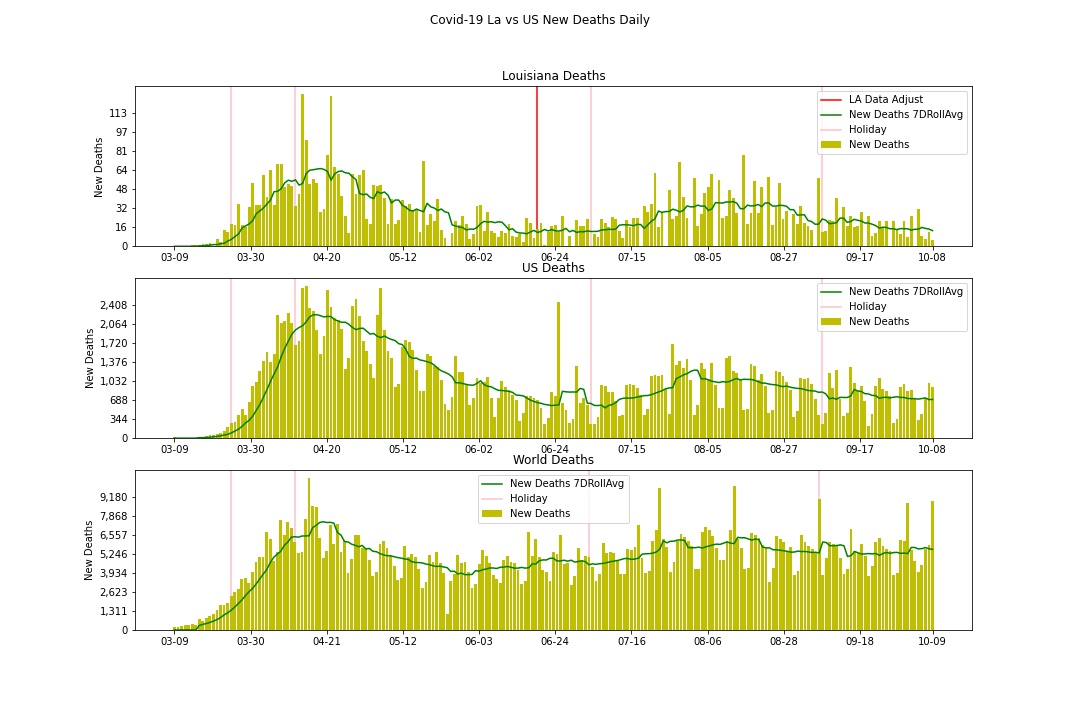 Covid-19 La vs US New Deaths Daily
Louisiana Deaths
New Deaths
113
97
81
64
48
32
16
0
LA Data Adjust
New Deaths 7DRollAvg
Holiday
New Deaths
03-09 03-30 04-20 05-12 06-02 06-24 07-15 08-05 08-27 09-17 10-08
US Deaths
New Deaths
2,408
2,064
1,720
1,376
1,032
688
344
0
New Deaths 7DRollAvg
Holiday
New Deaths
03-09 03-30 04-20 05-12 06-02 06-24 07-15 08-05 08-27 09-17 10-08
World Deaths
New Deaths
9,180
7,868
6,557
5,246
3,934
2,623
1,311
0
New Deaths 7DRollAvg
Holiday
New Deaths
03-09 03-30 04-21 05-12 06-03 06-24 07-16 08-06 08-28 09-18 10-09